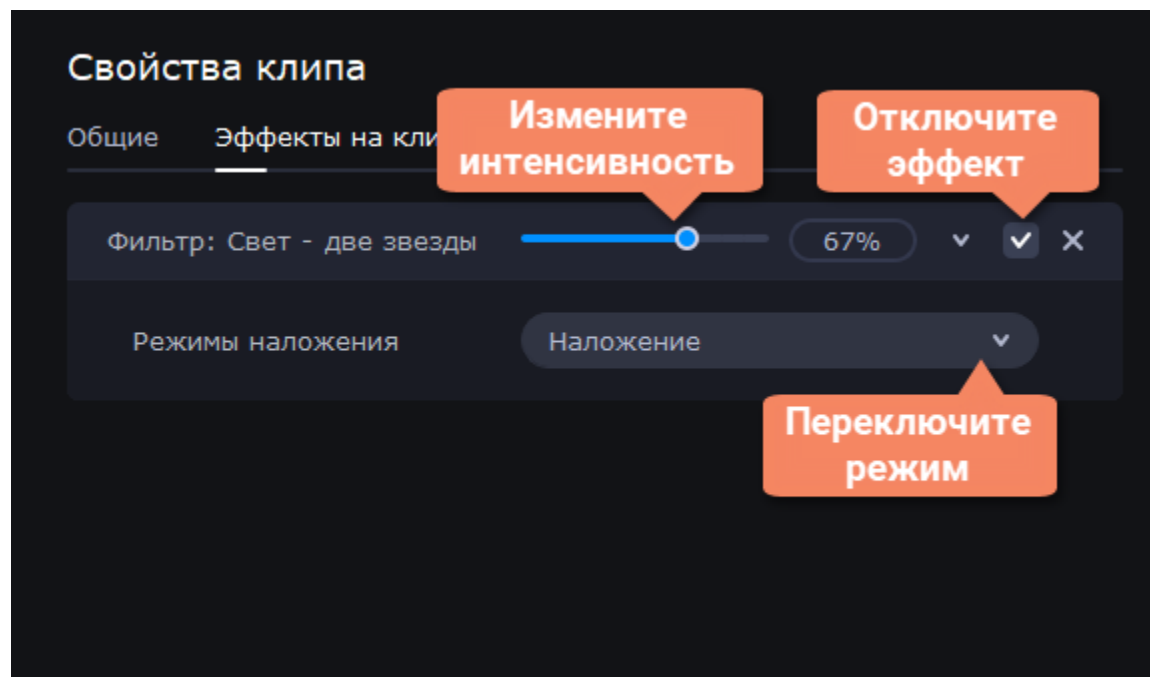 Свойства клипа
Общие Эффекты на кли
Измените
интенсивность
Отключите
эффект
Фильтр: Свет - две звезды 67%
Режимы наложения Наложение
Переключите
режим